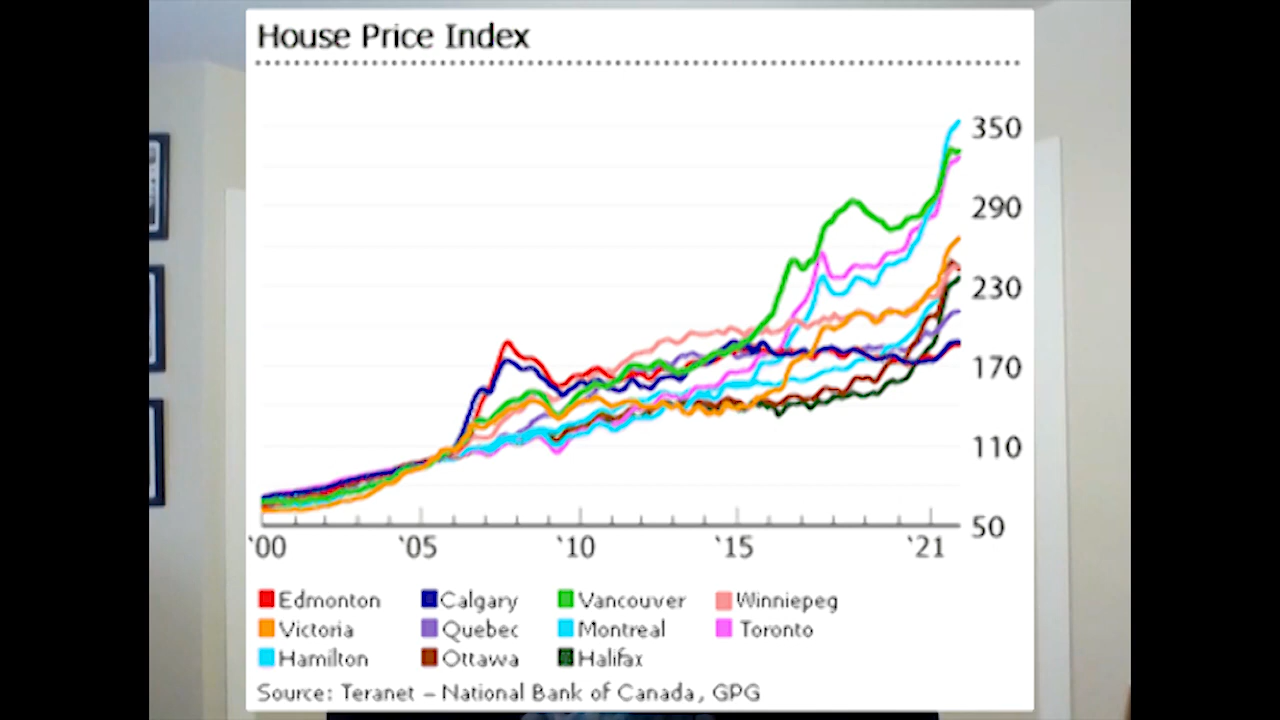 House Price Index
350
290
230
170
110
50
'00 '05 '10 '15 '21
Edmonton Calgary Vancouver Winniepeg
Victoria Quebec Montreal Toronto
Hamilton Ottawa Halifax
Source: Teranet – National Bank of Canada, GPG